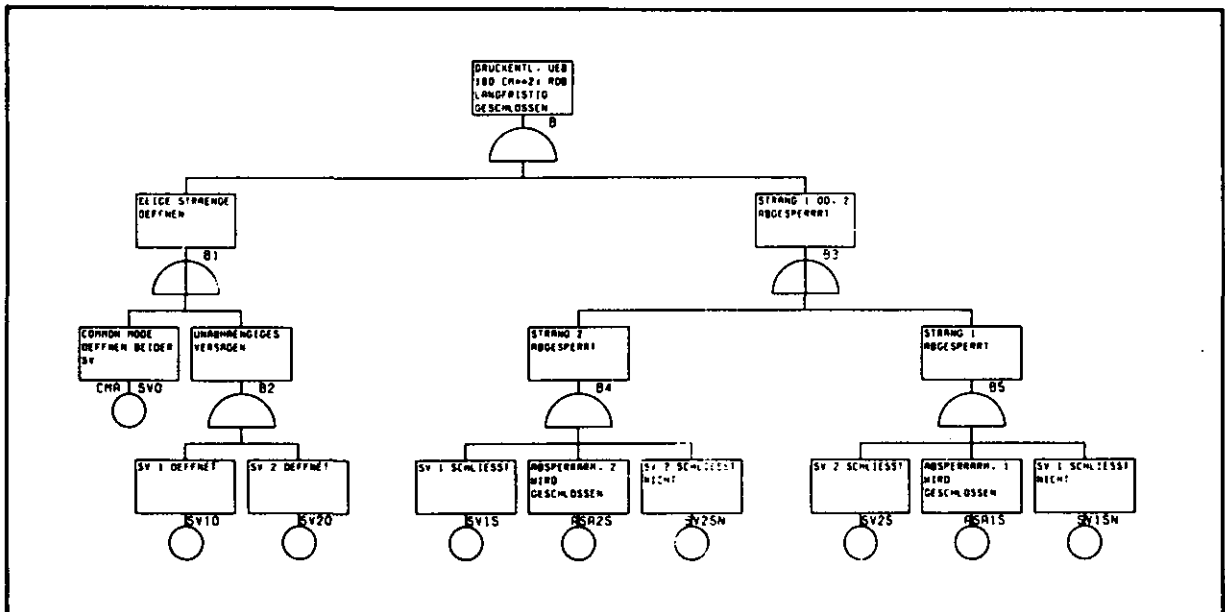 DRUCKENTL. UEB
180 CM**2: RDB
LANGFRISTIG
GESCHLOSSEN
B
STRAENGE
OEFFNEN
STRANG 1 OD. 2
ABGESPERRT
B1
B3
COMMON MODE
OEFFNEN BEIDER
SV
UNABHAENGIGES
VERSAGEN
STRANG 2
ABGESPERRT
STRANG 1
ABGESPERRT
CMA SVO
B2
B4
B5
SV 1 OEFFNET
SV 2 OEFFNET
SV 1 SCHLIESST
ABSPERRARM. 2
WIRD
GESCHLOSSEN
SV 2 SCHLIESST
NICHT
SV 2 SCHLIESST
ABSPERRARM. 1
WIRD
GESCHLOSSEN
SV 1 SCHLIESST
NICHT
SV1O
SV2O
SV1S
ASA2S
SV2SN
SV2S
ASA1S
SV1SN